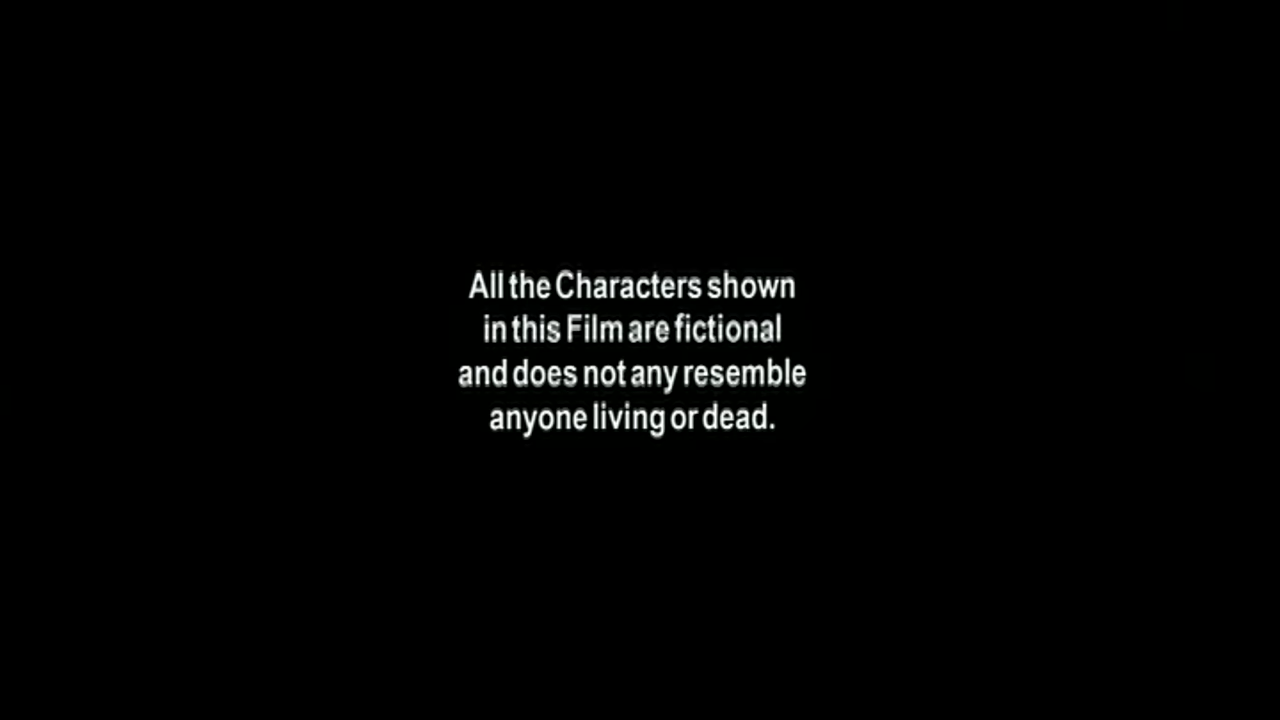 All the Characters shown
in this Film are fictional
and does not any resemble
anyone living or dead.